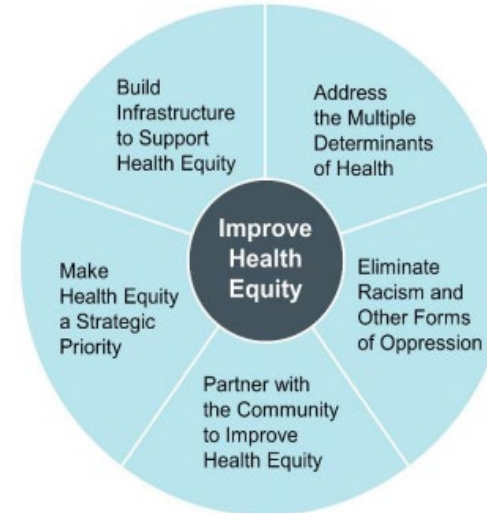 Build
Infrastructure
to Support
Health Equity
Address
the Multiple
Determinants
of Health
Improve
Health
Equity
Make
Health Equity
a Strategic
Priority
Eliminate
Racism and
Other Forms
of Oppression
Partner with
the Community
to Improve
Health Equity